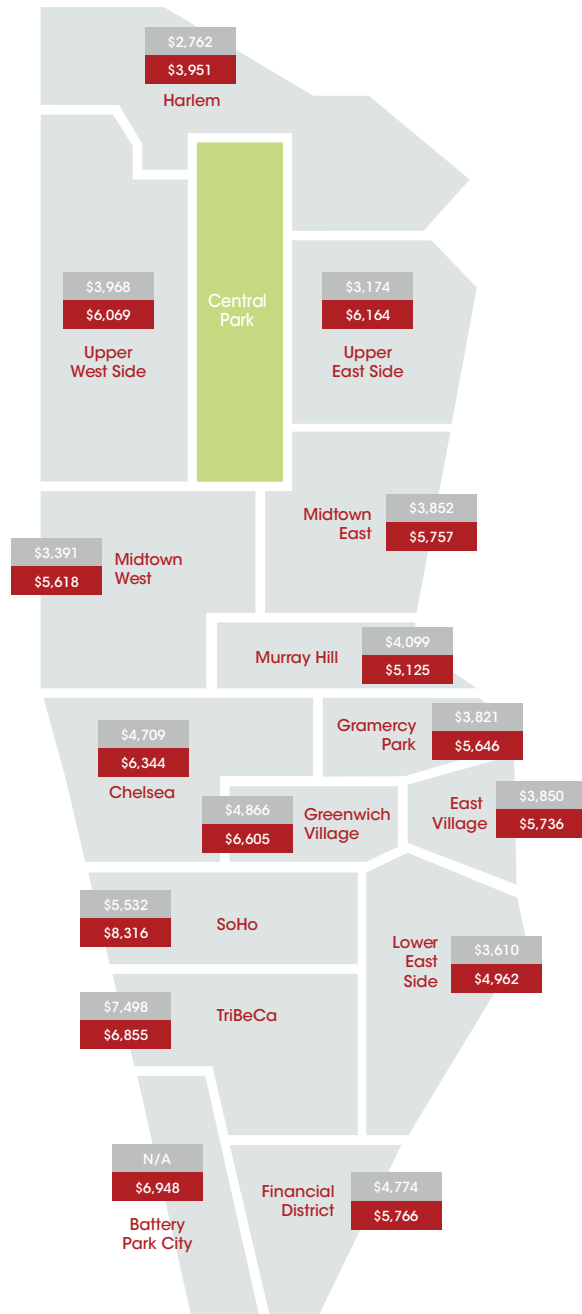 $2,762
$3,951
Harlem
$3,968
$6,069
Upper
West Side
Central
Park
$3,174
$6,164
Upper
East Side
Midtown
East
$3,852
$5,757
$3,391
$5,618
Midtown
West
Murray Hill
$4,099
$5,125
$4,709
$6,344
Chelsea
Gramercy
Park
$3,821
$5,646
$4,866
$6,605
Greenwich
Village
East
Village
$3,850
$5,736
$5,532
$8,316
SoHo
Lower
East
Side
$3,610
$4,962
$7,498
$6,855
TriBeCa
N/A
$6,948
Battery
Park City
Financial
District
$4,774
$5,766